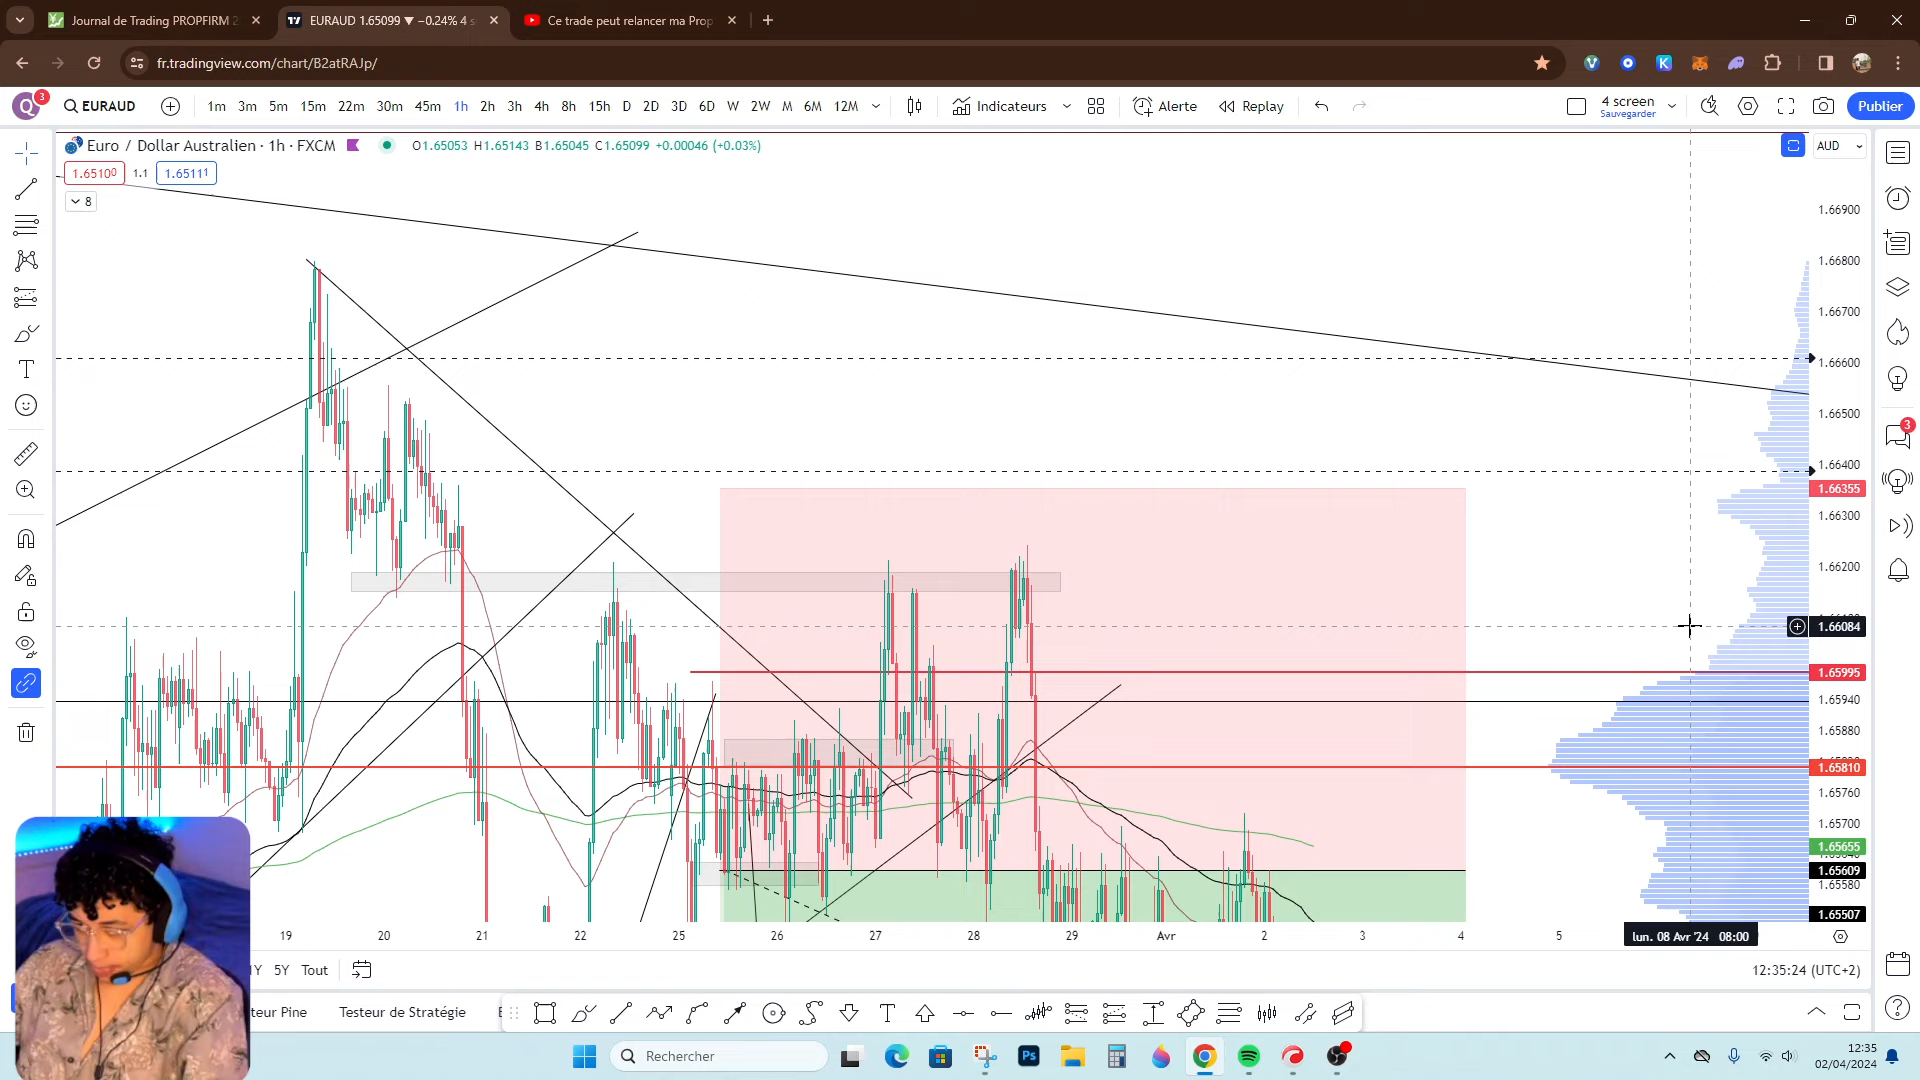 Journal de Trading PROPFIRM 2
EURAUD 1.65099 ▼ −0.24% 4 s
Ce trade peut relancer ma Prop
fr.tradingview.com/chart/B2atRAJp/
Q 3
EURAUD
1m 3m 5m 15m 22m 30m 45m 1h 2h 3h 4h 8h 15h D 2D 3D 6D W 2W M 6M 12M
Indicateurs
Alerte
Replay
4 screen
Sauvegarder
Publier
Euro / Dollar Australien · 1h · FXCM
O1.65053 H1.65143 B1.65045 C1.65099 +0.00046 (+0.03%)
AUD
1.65100
1.1
1.65111
8
1.66900
1.66800
1.66700
1.66600
1.66500
1.66400
1.66355
1.66300
1.66200
1.66084
1.65995
1.65940
1.65880
1.65810
1.65760
1.65700
1.65655
1.65609
1.65580
1.65507
3
19 20 21 22 25 26 27 28 29 Avr 2 3 4 5
lun. 08 Avr '24 08:00
1Y 5Y Tout
12:35:24 (UTC+2)
teur Pine
Testeur de Stratégie
Rechercher
Ps
12:35
02/04/2024